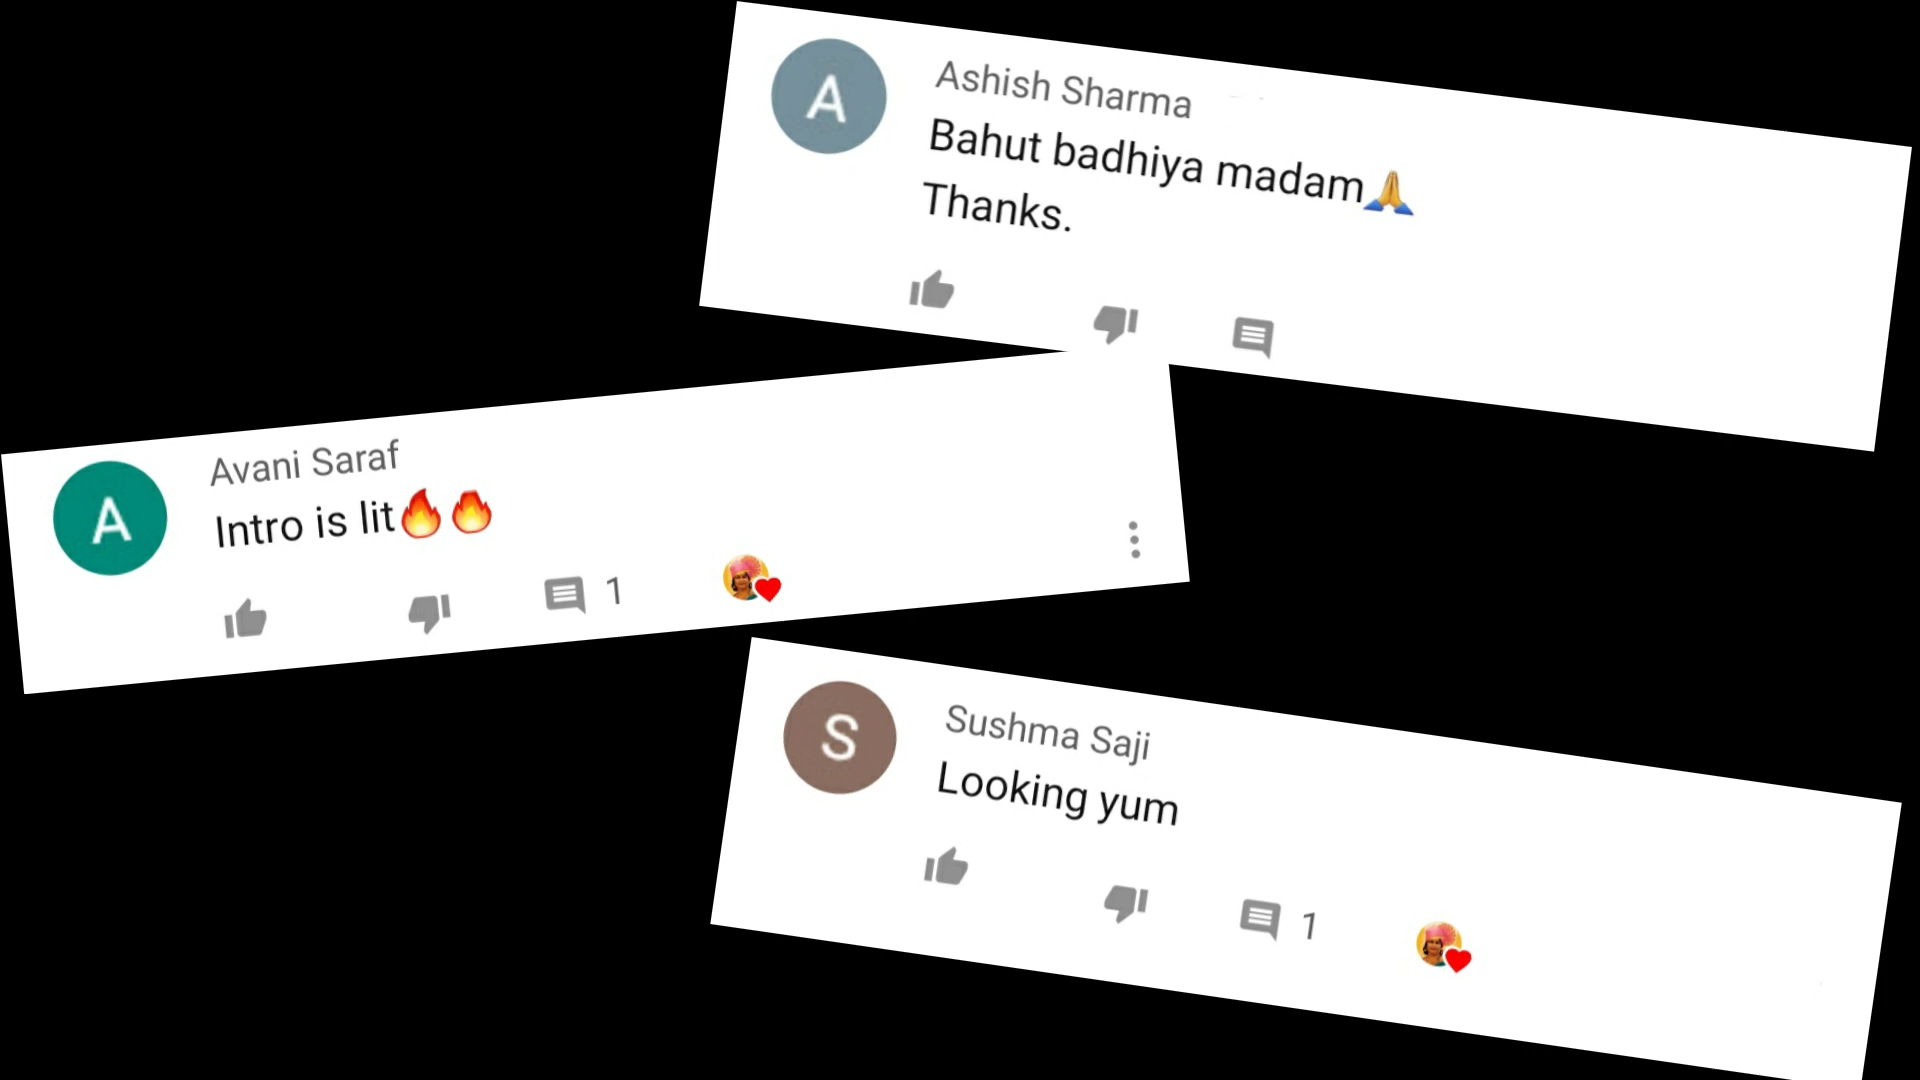 A
Ashish Sharma
Bahut badhiya madam🙏
Thanks.
A
Avani Saraf
Intro is lit🔥🔥
1
S
Sushma Saji
Looking yum
1